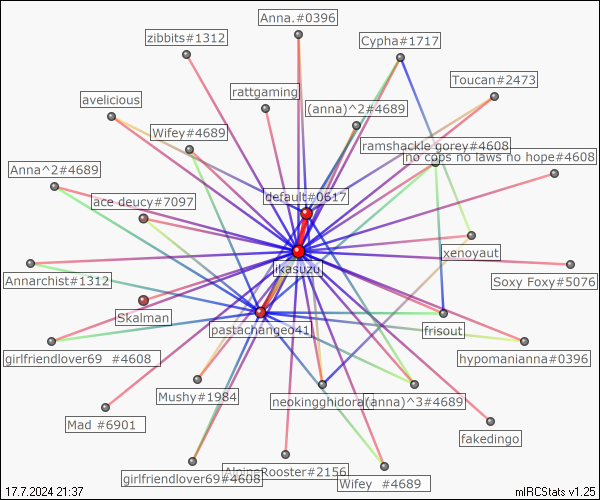 Anna.#0396
zibbits#1312
Cypha#1717
Toucan#2473
rattgaming
avelicious
(anna)^2#4689
Wifey#4689
ramshackle gorey#4608
no cops no laws no hope#4608
Anna^2#4689
default#0617
ace deucy#7097
xenoyaut
likasuzu
Annarchist#1312
Soxy Foxy#5076
Skalman
pastachangeo41
frisout
girlfriendlover69 #4608
hypomanianna#0396
Mushy#1984
neokingghidora
(anna)^3#4689
Mad #6901
fakedingo
AlpineRooster#2156
girlfriendlover69#4608
Wifey #4689
17.7.2024 21:37
mIRCStats v1.25